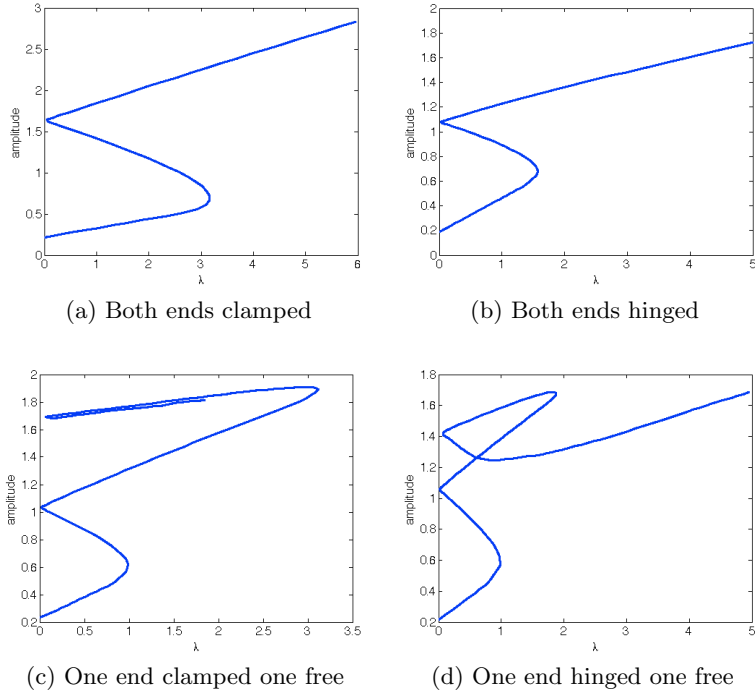 3
2.5
2
1.5
1
0.5
0
amplitude
0 1 2 3 4 5 6
λ
(a) Both ends clamped
2
1.8
1.6
1.4
1.2
1
0.8
0.6
0.4
0.2
0
amplitude
0 1 2 3 4 5
λ
(b) Both ends hinged
2
1.8
1.6
1.4
1.2
1
0.8
0.6
0.4
0.2
amplitude
0 0.5 1 1.5 2 2.5 3 3.5
λ
(c) One end clamped one free
1.8
1.6
1.4
1.2
1
0.8
0.6
0.4
0.2
amplitude
0 1 2 3 4 5
λ
(d) One end hinged one free